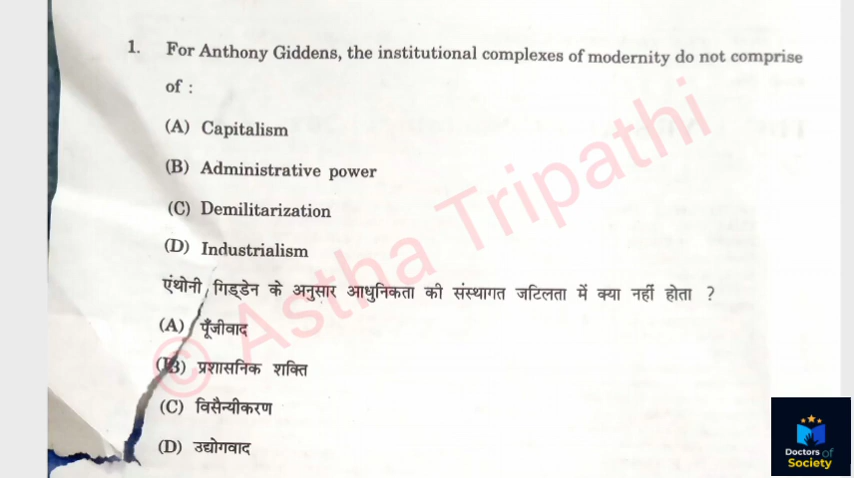 1. For Anthony Giddens, the institutional complexes of modernity do not comprise
of :
(A) Capitalism
(B) Administrative power
(C) Demilitarization
(D) Industrialism
एंथोनी गिड्डेन के अनुसार आधुनिकता की संस्थागत जटिलता में क्या नहीं होता ?
(A) पूँजीवाद
(B) प्रशासनिक शक्ति
(C) विसैन्यीकरण
(D) उद्योगवाद
© Astha Tripathi
Doctors of
Society